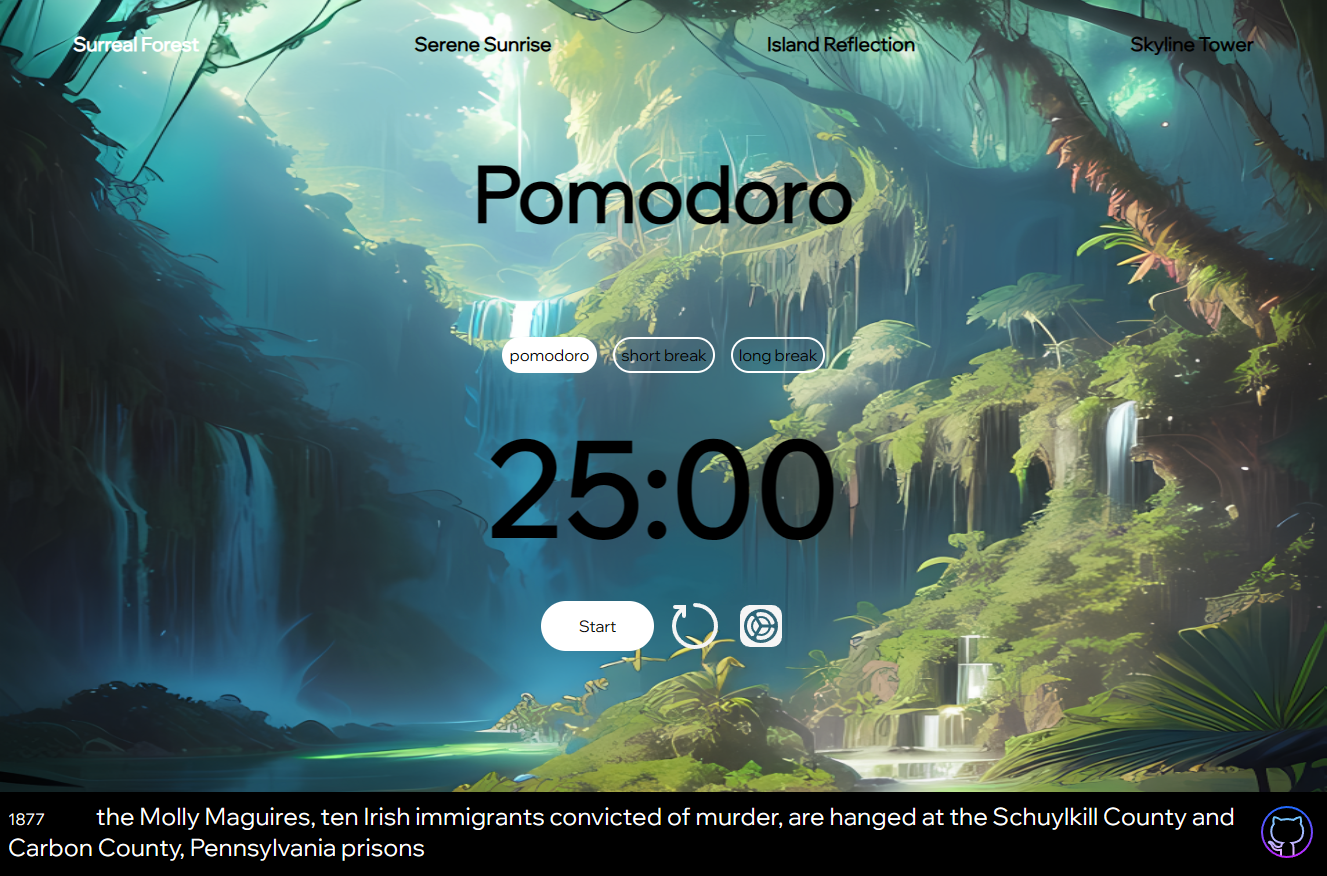 Surreal Forest Serene Sunrise Island Reflection Skyline Tower
Pomodoro
pomodoro short break long break
25:00
Start
1877 the Molly Maguires, ten Irish immigrants convicted of murder, are hanged at the Schuylkill County and
Carbon County, Pennsylvania prisons